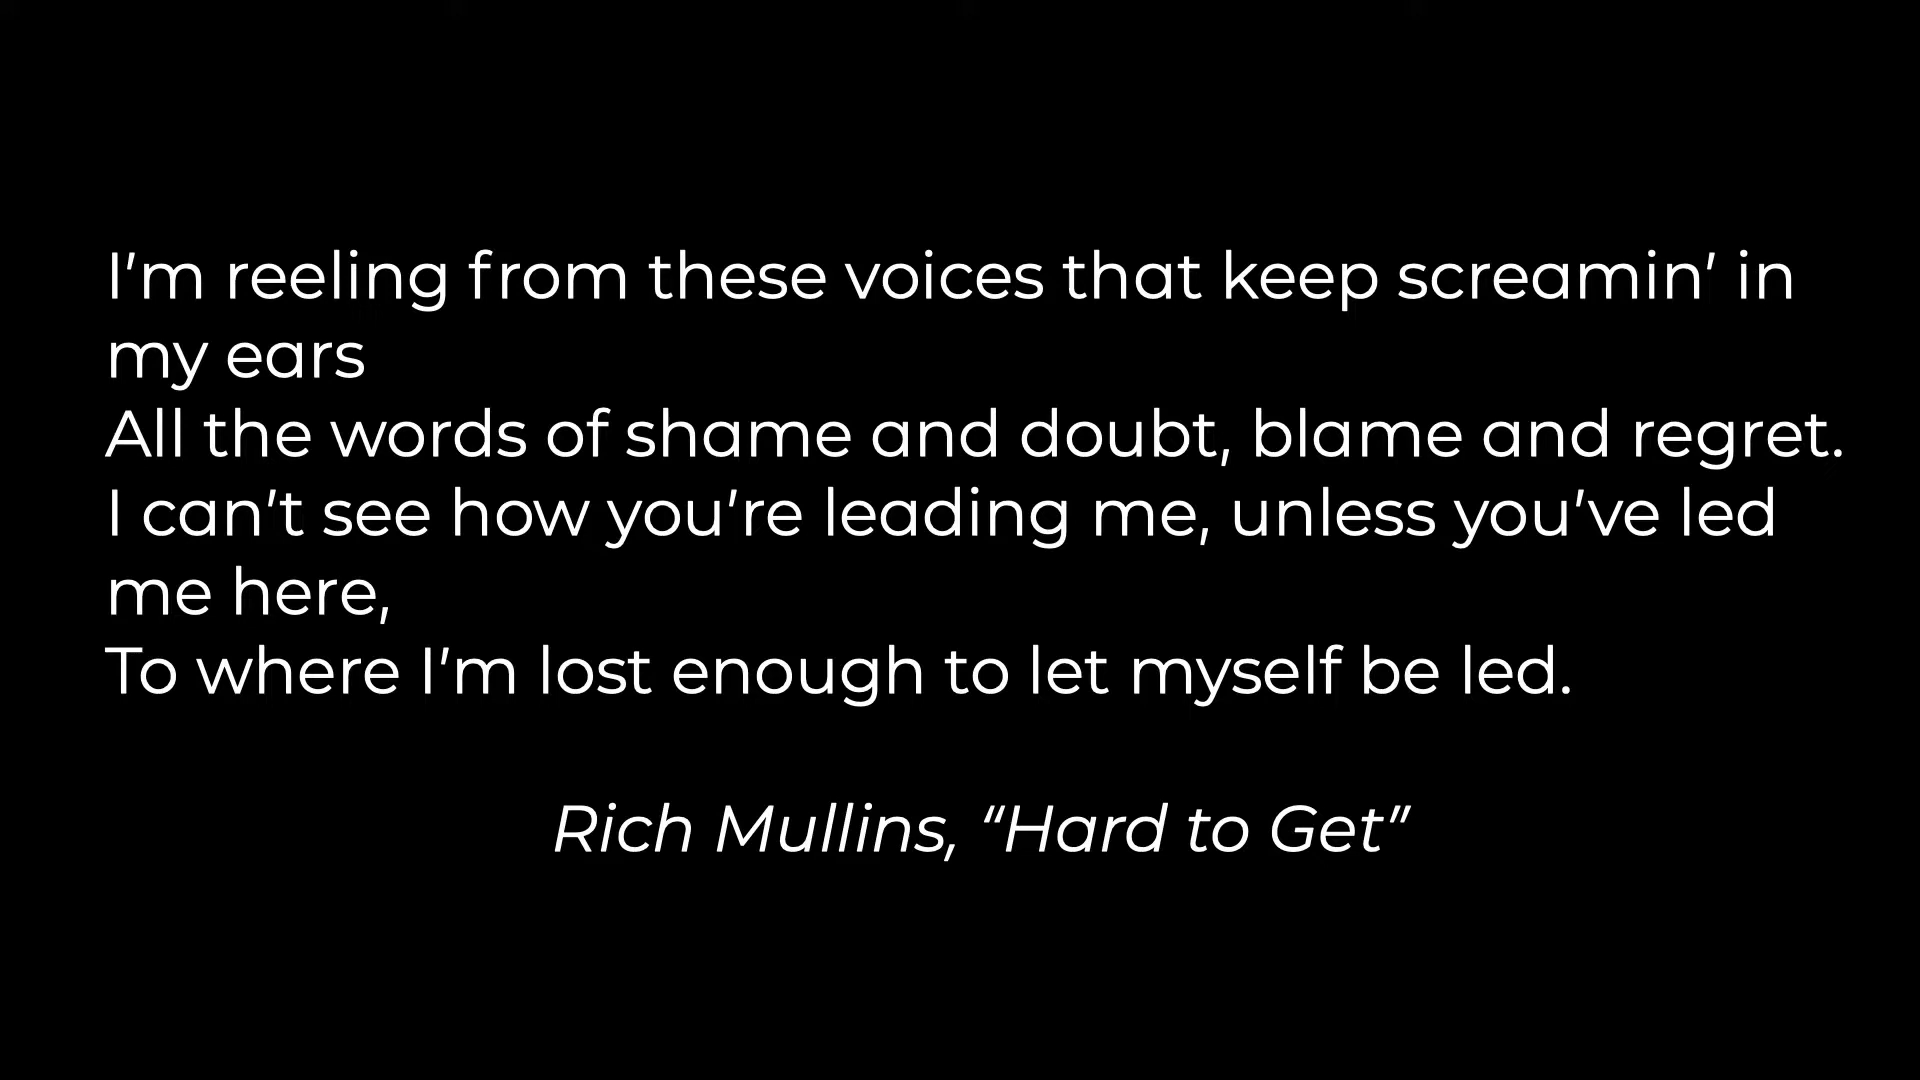 I’m reeling from these voices that keep screamin’ in
my ears
All the words of shame and doubt, blame and regret.
I can’t see how you’re leading me, unless you’ve led
me here,
To where I’m lost enough to let myself be led.
Rich Mullins, “Hard to Get”